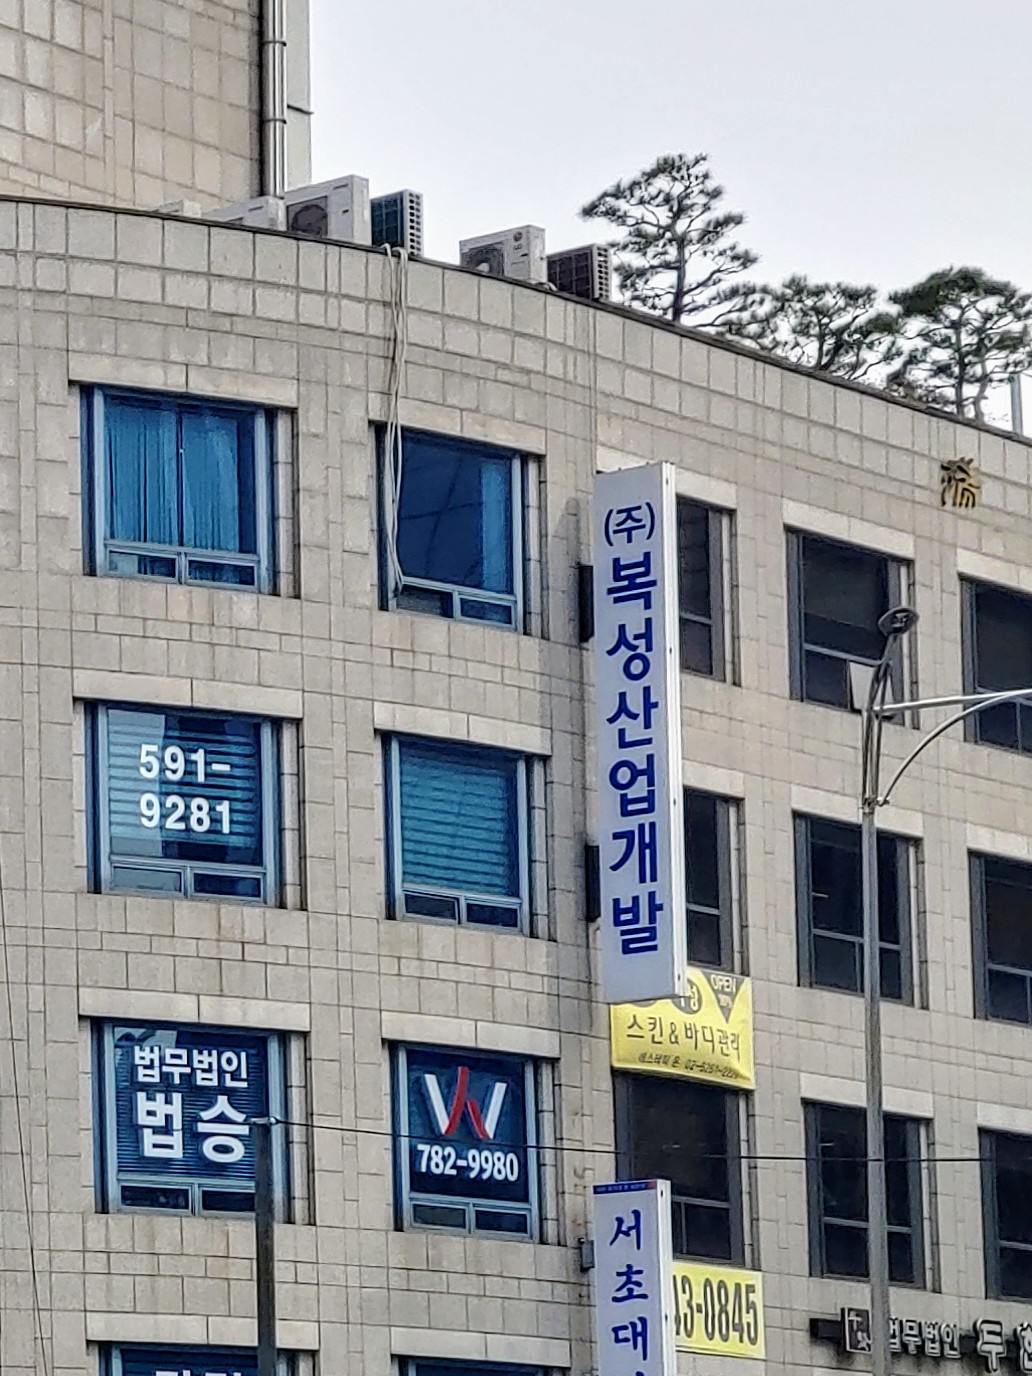 (주)복성산업개발
591-
9281
법무법인
법승
782-9980
OPEN
스킨&바디관리
서초대
43-0845
법무법인